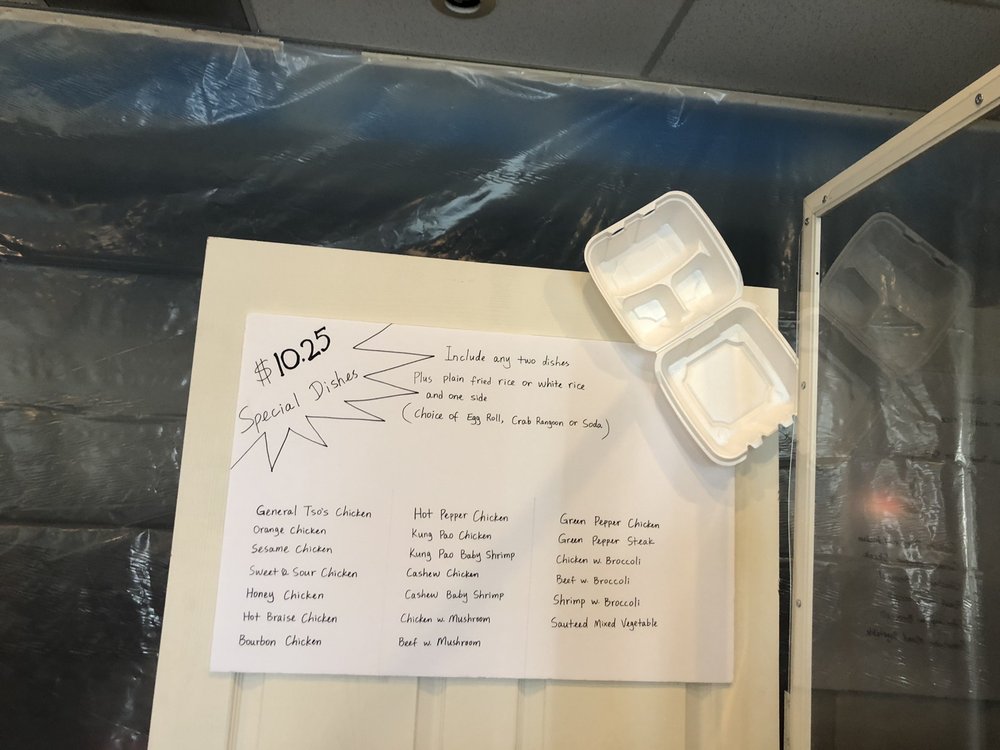 $10.25
Special Dishes
Include any two dishes
Plus plain fried rice or white rice
and one side
(Choice of Egg Roll, Crab Rangoon or Soda)
General Tso's Chicken
Orange Chicken
Sesame Chicken
Sweet & Sour Chicken
Honey Chicken
Hot Braise Chicken
Bourbon Chicken
Hot Pepper Chicken
Kung Pao Chicken
Kung Pao Baby Shrimp
Cashew Chicken
Cashew Baby Shrimp
Chicken w. Mushroom
Beef w. Mushroom
Green Pepper Chicken
Green Pepper Steak
Chicken w. Broccoli
Beef w. Broccoli
Shrimp w. Broccoli
Sauteed Mixed Vegetable